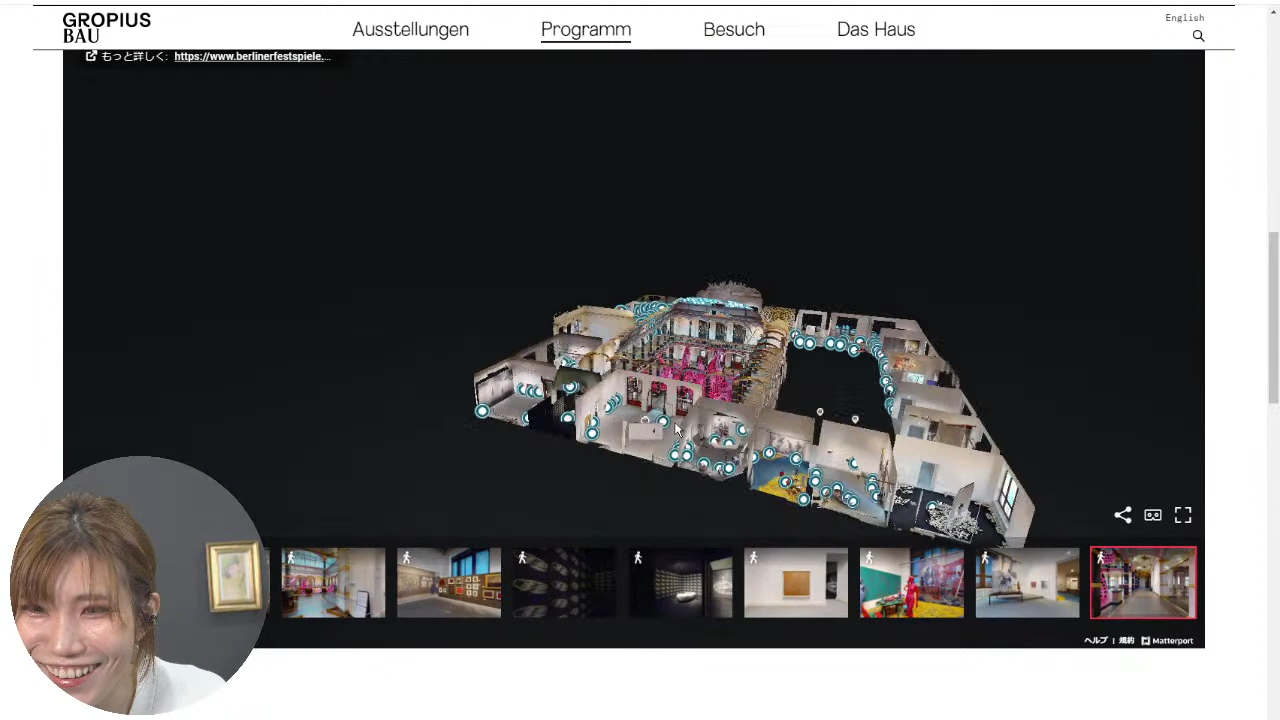 GROPIUS
BAU
Ausstellungen
Programm
Besuch
Das Haus
English
もっと詳しく: https://www.berlinerfestspiele....
ヘルプ | 規約 Matterport